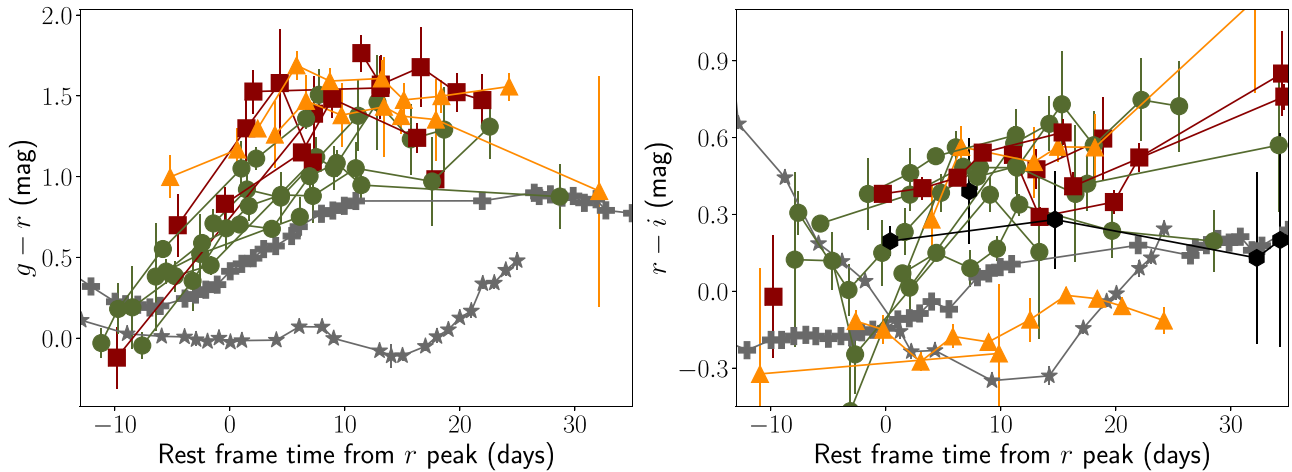 2.0
1.5
1.0
0.5
0.0
g − r (mag)
−10 0 10 20 30
Rest frame time from r peak (days)
0.9
0.6
0.3
0.0
−0.3
r − i (mag)
−10 0 10 20 30
Rest frame time from r peak (days)